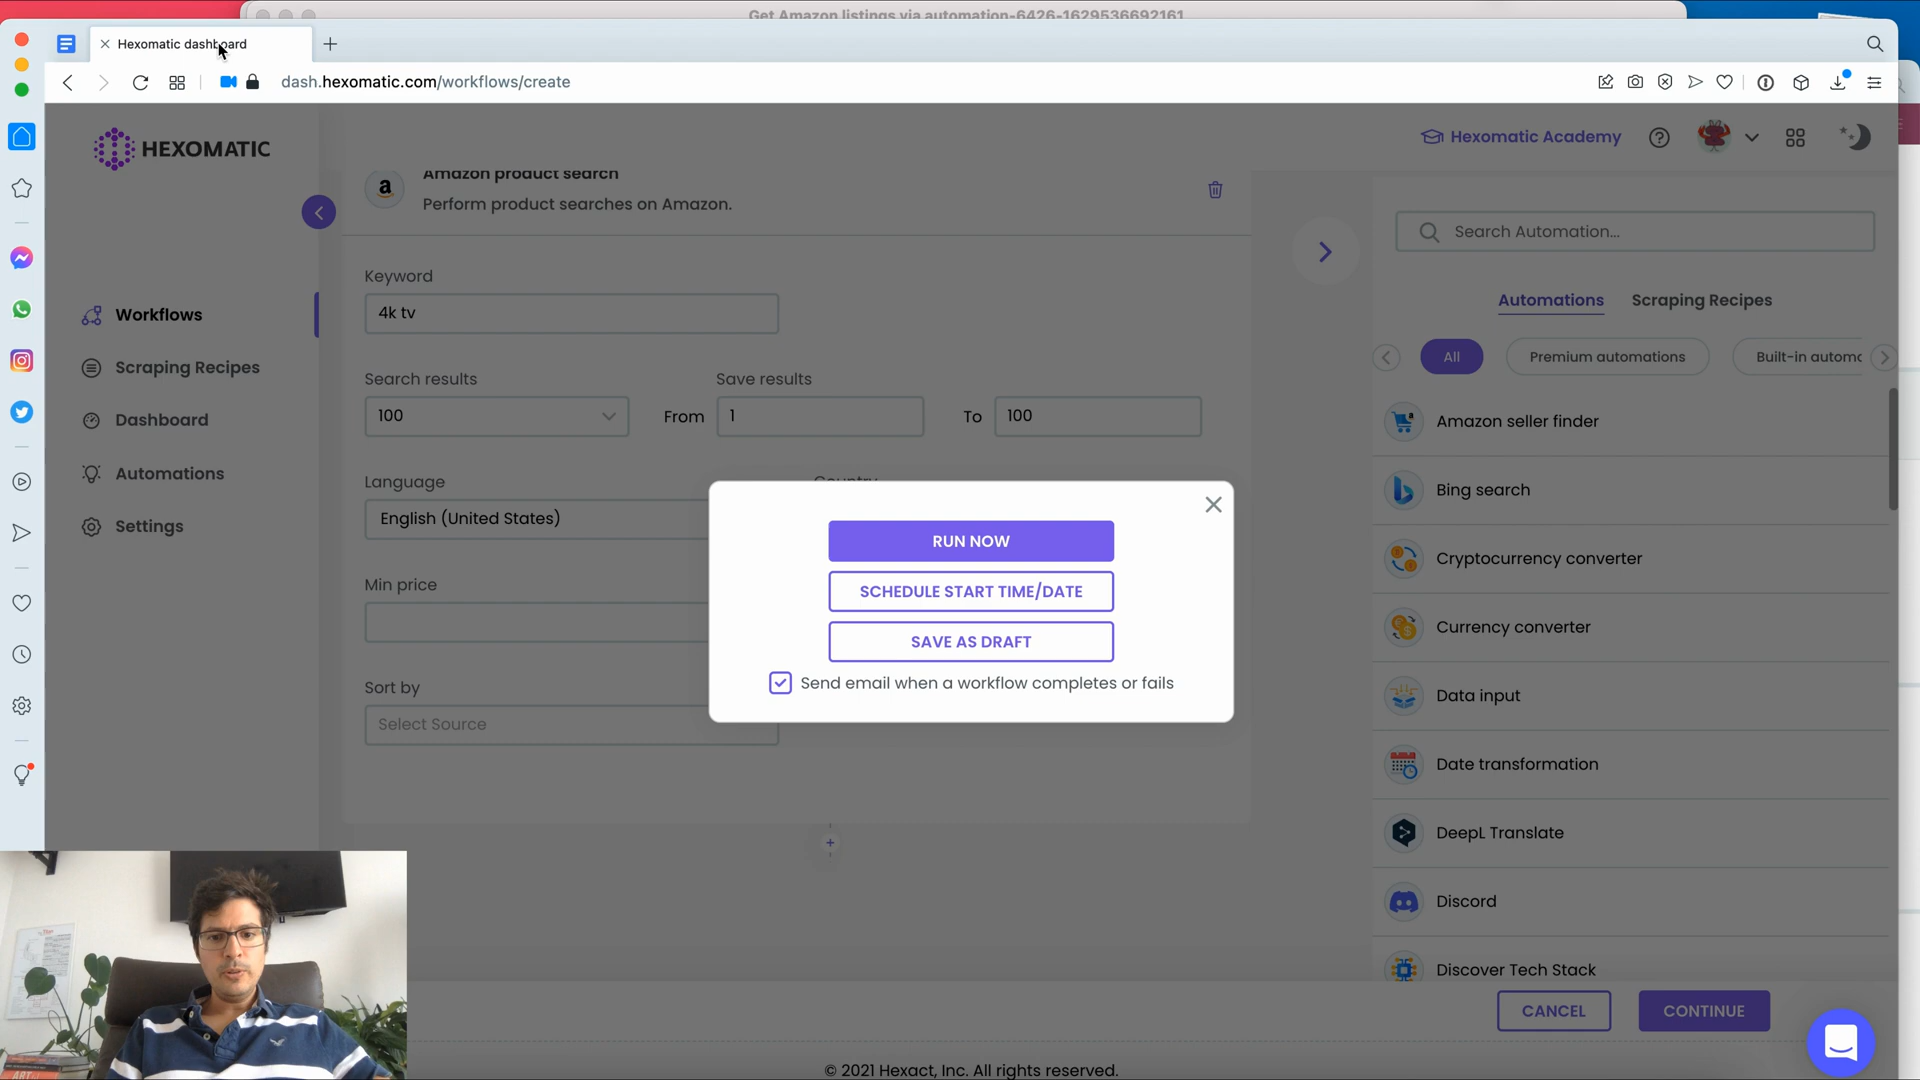 Get Amazon listings via automation-6426-1629536692161
Hexomatic dashboard
dash.hexomatic.com/workflows/create
HEXOMATIC
Hexomatic Academy
Workflows
Scraping Recipes
Dashboard
Automations
Settings
Amazon product search
Perform product searches on Amazon.
Keyword
4k tv
Search results
Save results
100
From
1
To
100
Language
Country
English (United States)
Min price
Sort by
Select Source
RUN NOW
SCHEDULE START TIME/DATE
SAVE AS DRAFT
Send email when a workflow completes or fails
Search Automation...
Automations
Scraping Recipes
All
Premium automations
Built-in automa
Amazon seller finder
Bing search
Cryptocurrency converter
Currency converter
Data input
Date transformation
DeepL Translate
Discord
Discover Tech Stack
CANCEL
CONTINUE
© 2021 Hexact, Inc. All rights reserved.